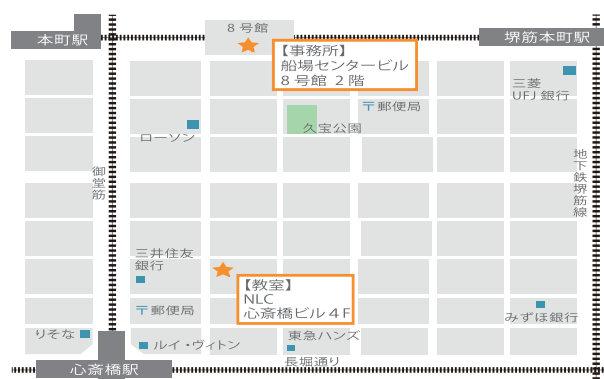 8号館
本町駅
堺筋本町駅
【事務所】
船場センタービル
8号館 2階
三菱
UFJ 銀行
〒郵便局
久宝公園
ローソン
御堂筋
地下鉄堺筋線
三井住友
銀行
【教室】
NLC
心斎橋ビル4F
〒郵便局
みずほ銀行
りそな
ルイ・ヴィトン
東急ハンズ
長堀通り
心斎橋駅